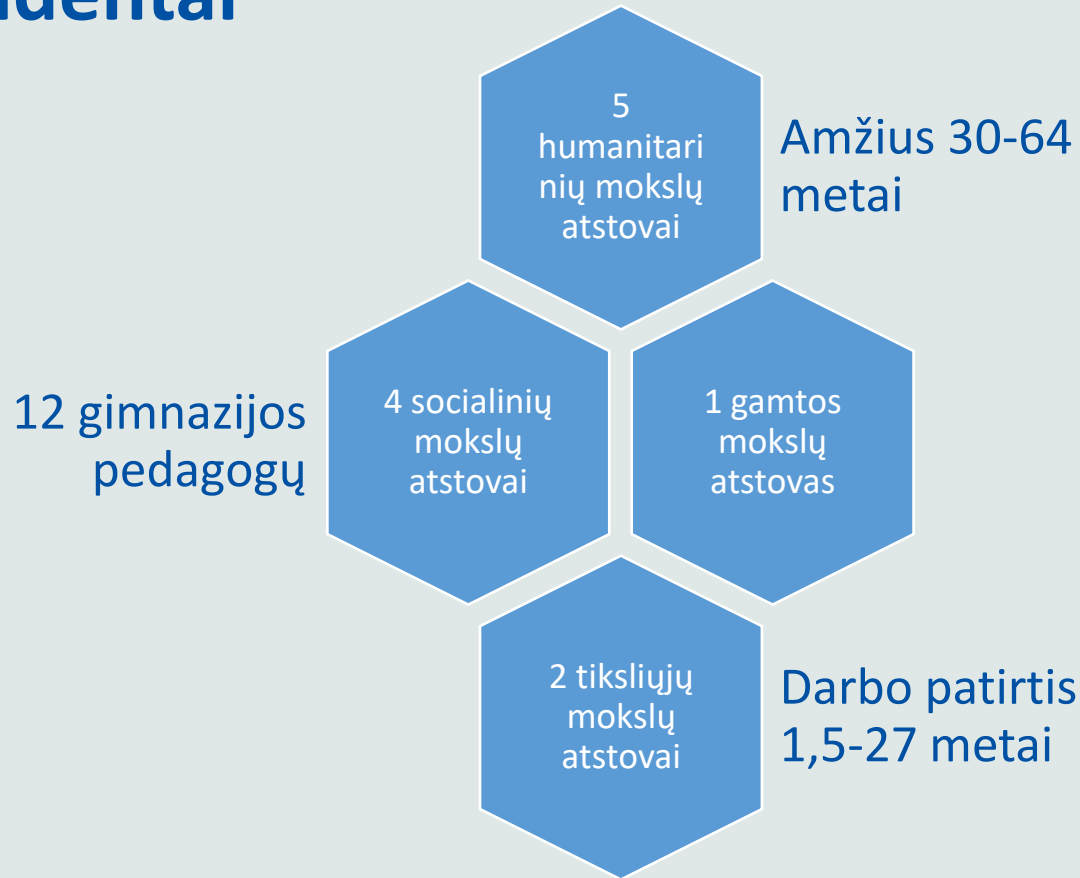 5
humanitari
nių mokslų
atstovai
Amžius 30-64
metai
12 gimnazijos
pedagogų
4 socialinių
mokslų
atstovai
1 gamtos
mokslų
atstovas
2 tiksliųjų
mokslų
atstovai
Darbo patirtis
1,5-27 metai